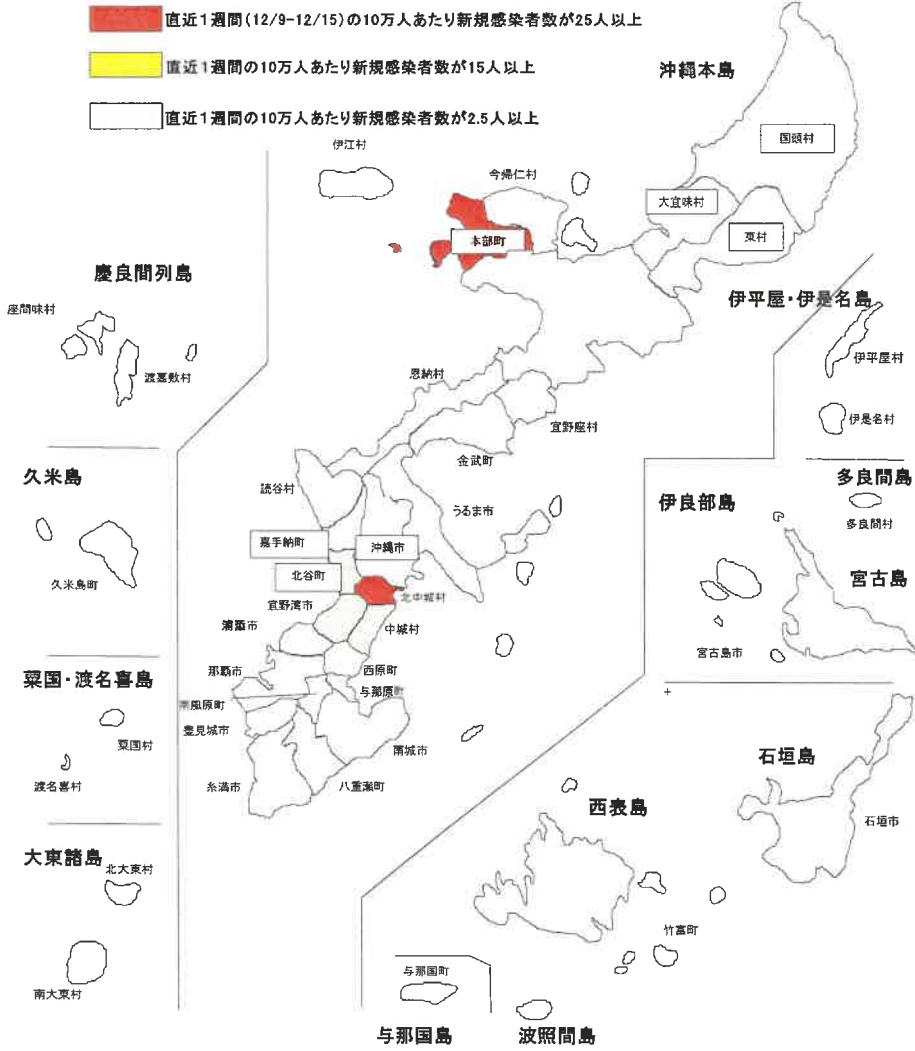 直近1週間(12/9-12/15)の10万人あたり新規感染者数が25人以上
直近1週間の10万人あたり新規感染者数が15人以上
直近1週間の10万人あたり新規感染者数が2.5人以上
沖縄本島
国頭村
伊江村
今帰仁村
大宜味村
本部町
東村
慶良間列島
座間味村
渡嘉敷村
伊平屋・伊是名島
伊平屋村
伊是名村
恩納村
宜野座村
金武町
久米島
久米島町
読谷村
うるま市
多良間島
多良間村
伊良部島
宮古島
宮古島市
嘉手納町
沖縄市
北谷町
北中城村
宜野湾市
中城村
浦添市
那覇市
西原町
与那原町
南風原町
豊見城市
南城市
糸満市
八重瀬町
粟国・渡名喜島
粟国村
渡名喜村
石垣島
石垣市
西表島
竹富町
大東諸島
北大東村
南大東村
与那国町
与那国島
波照間島